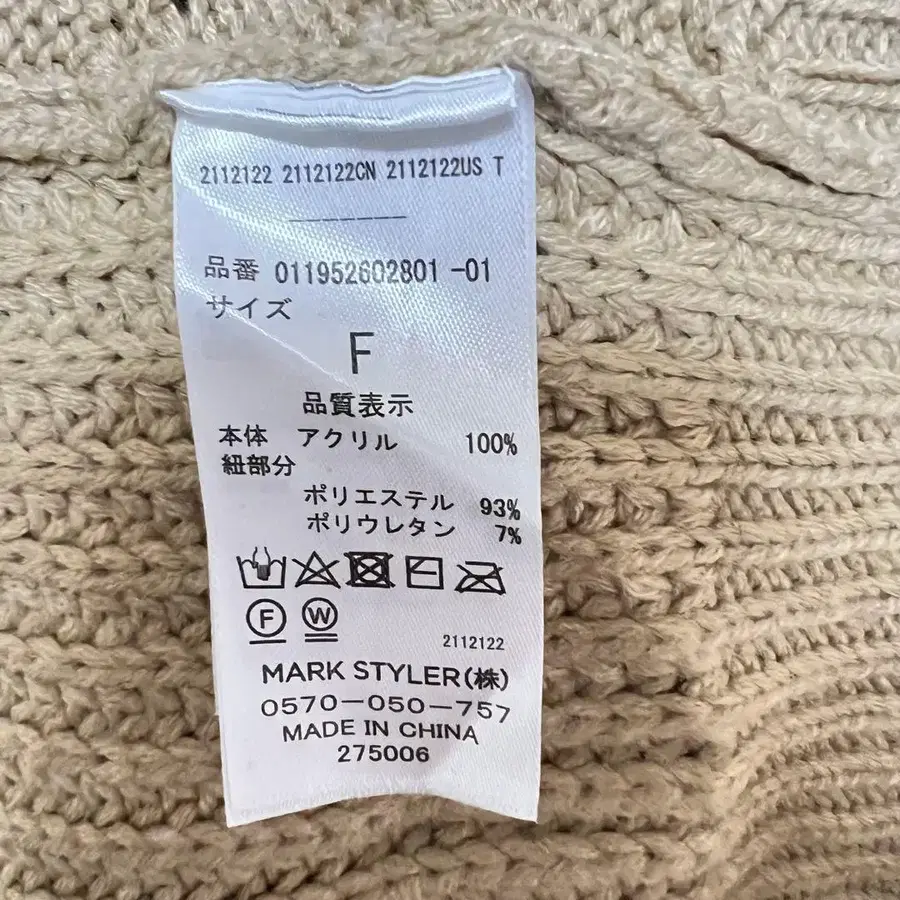 2112122 2112122CN 2112122US T
品番 011952602801 -01
サイズ
F
品質表示
本体 アクリル 100%
紐部分
ポリエステル 93%
ポリウレタン 7%
F W
2112122
MARK STYLER(株)
0570-050-757
MADE IN CHINA
275006